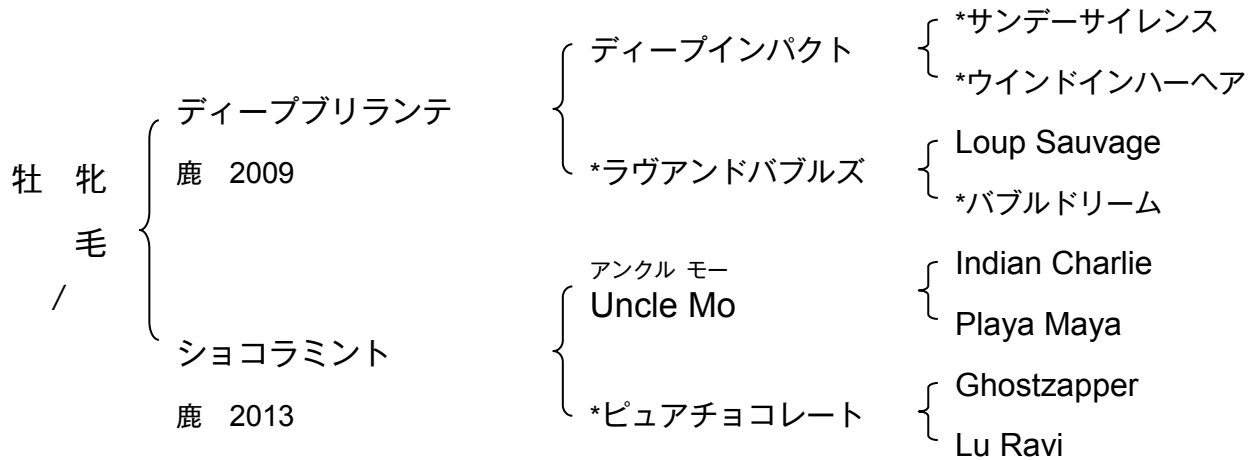 牡 牝
毛
/
ディープブリランテ
鹿 2009
ショコラミント
鹿 2013
ディープインパクト
*ラヴアンドバブルズ
アンクル モー
Uncle Mo
*ピュアチョコレート
*サンデーサイレンス
*ウインドインハーヘア
Loup Sauvage
*バブルドリーム
Indian Charlie
Playa Maya
Ghostzapper
Lu Ravi